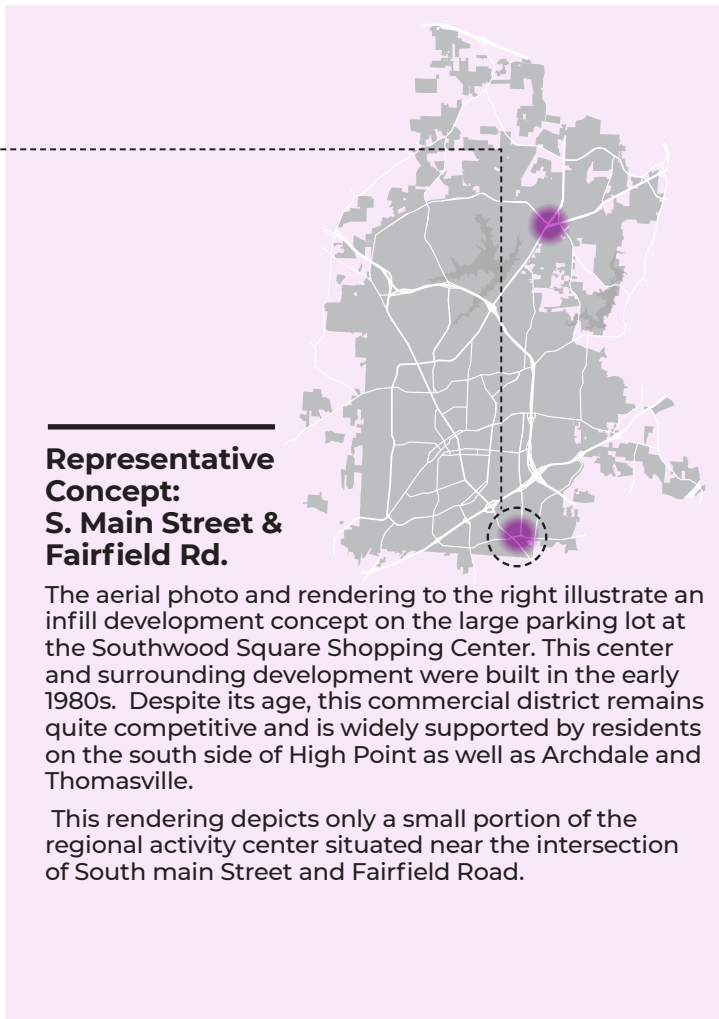 Representative
Concept:
S. Main Street &
Fairfield Rd.
The aerial photo and rendering to the right illustrate an
infill development concept on the large parking lot at
the Southwood Square Shopping Center. This center
and surrounding development were built in the early
1980s.  Despite its age, this commercial district remains
quite competitive and is widely supported by residents
on the south side of High Point as well as Archdale and
Thomasville.
This rendering depicts only a small portion of the
regional activity center situated near the intersection
of South main Street and Fairfield Road.